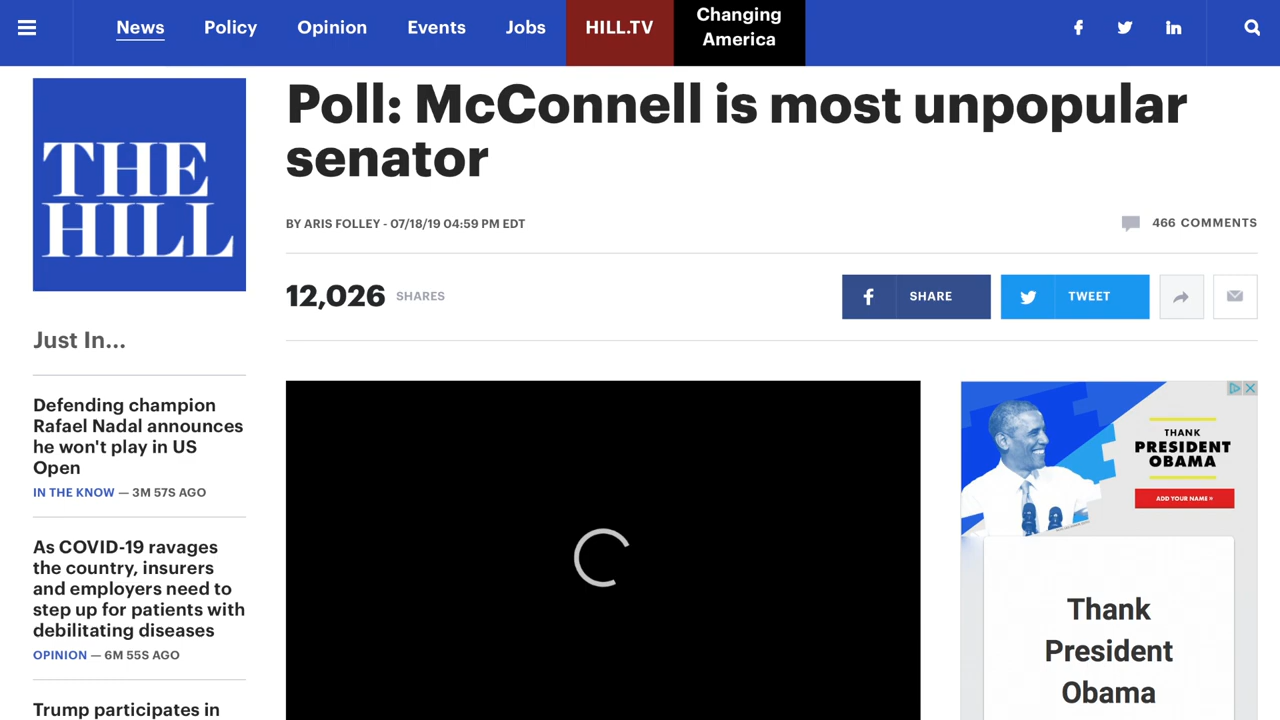 News
Policy
Opinion
Events
Jobs
HILL.TV
Changing
America
THE
HILL
Poll: McConnell is most unpopular
senator
BY ARIS FOLLEY - 07/18/19 04:59 PM EDT
466 COMMENTS
12,026 SHARES
SHARE
TWEET
Just In...
Defending champion
Rafael Nadal announces
he won't play in US
Open
IN THE KNOW — 3M 57S AGO
As COVID-19 ravages
the country, insurers
and employers need to
step up for patients with
debilitating diseases
OPINION — 6M 55S AGO
Trump participates in
THANK
PRESIDENT
OBAMA
ADD YOUR NAME »
Thank
President
Obama